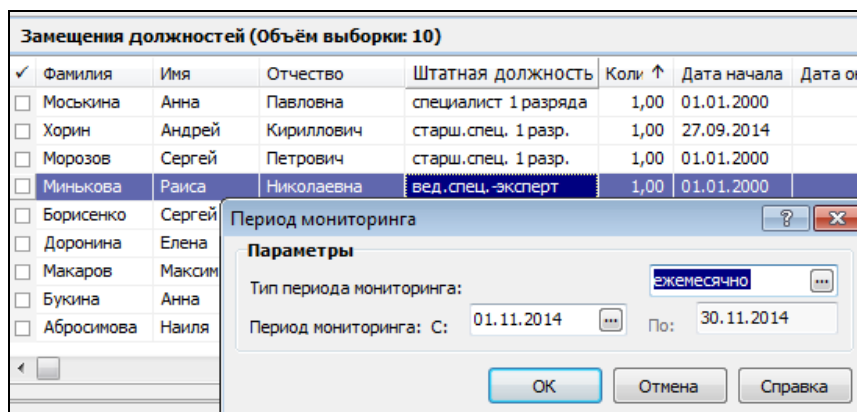 Замещения должностей (Объём выборки: 10)
✓ Фамилия Имя Отчество Штатная должность Коли ↑ Дата начала Дата о
Моськина Анна Павловна специалист 1 разряда 1,00 01.01.2000
Хорин Андрей Кириллович старш.спец. 1 разр. 1,00 27.09.2014
Морозов Сергей Петрович старш.спец. 1 разр. 1,00 01.01.2000
Минькова Раиса Николаевна вед.спец.-эксперт 1,00 01.01.2000
Борисенко Сергей
Доронина Елена
Макаров Максим
Букина Анна
Абросимова Наиля
Период мониторинга
Параметры
Тип периода мониторинга: ежемесячно ...
Период мониторинга: С: 01.11.2014 ... По: 30.11.2014
ОК Отмена Справка